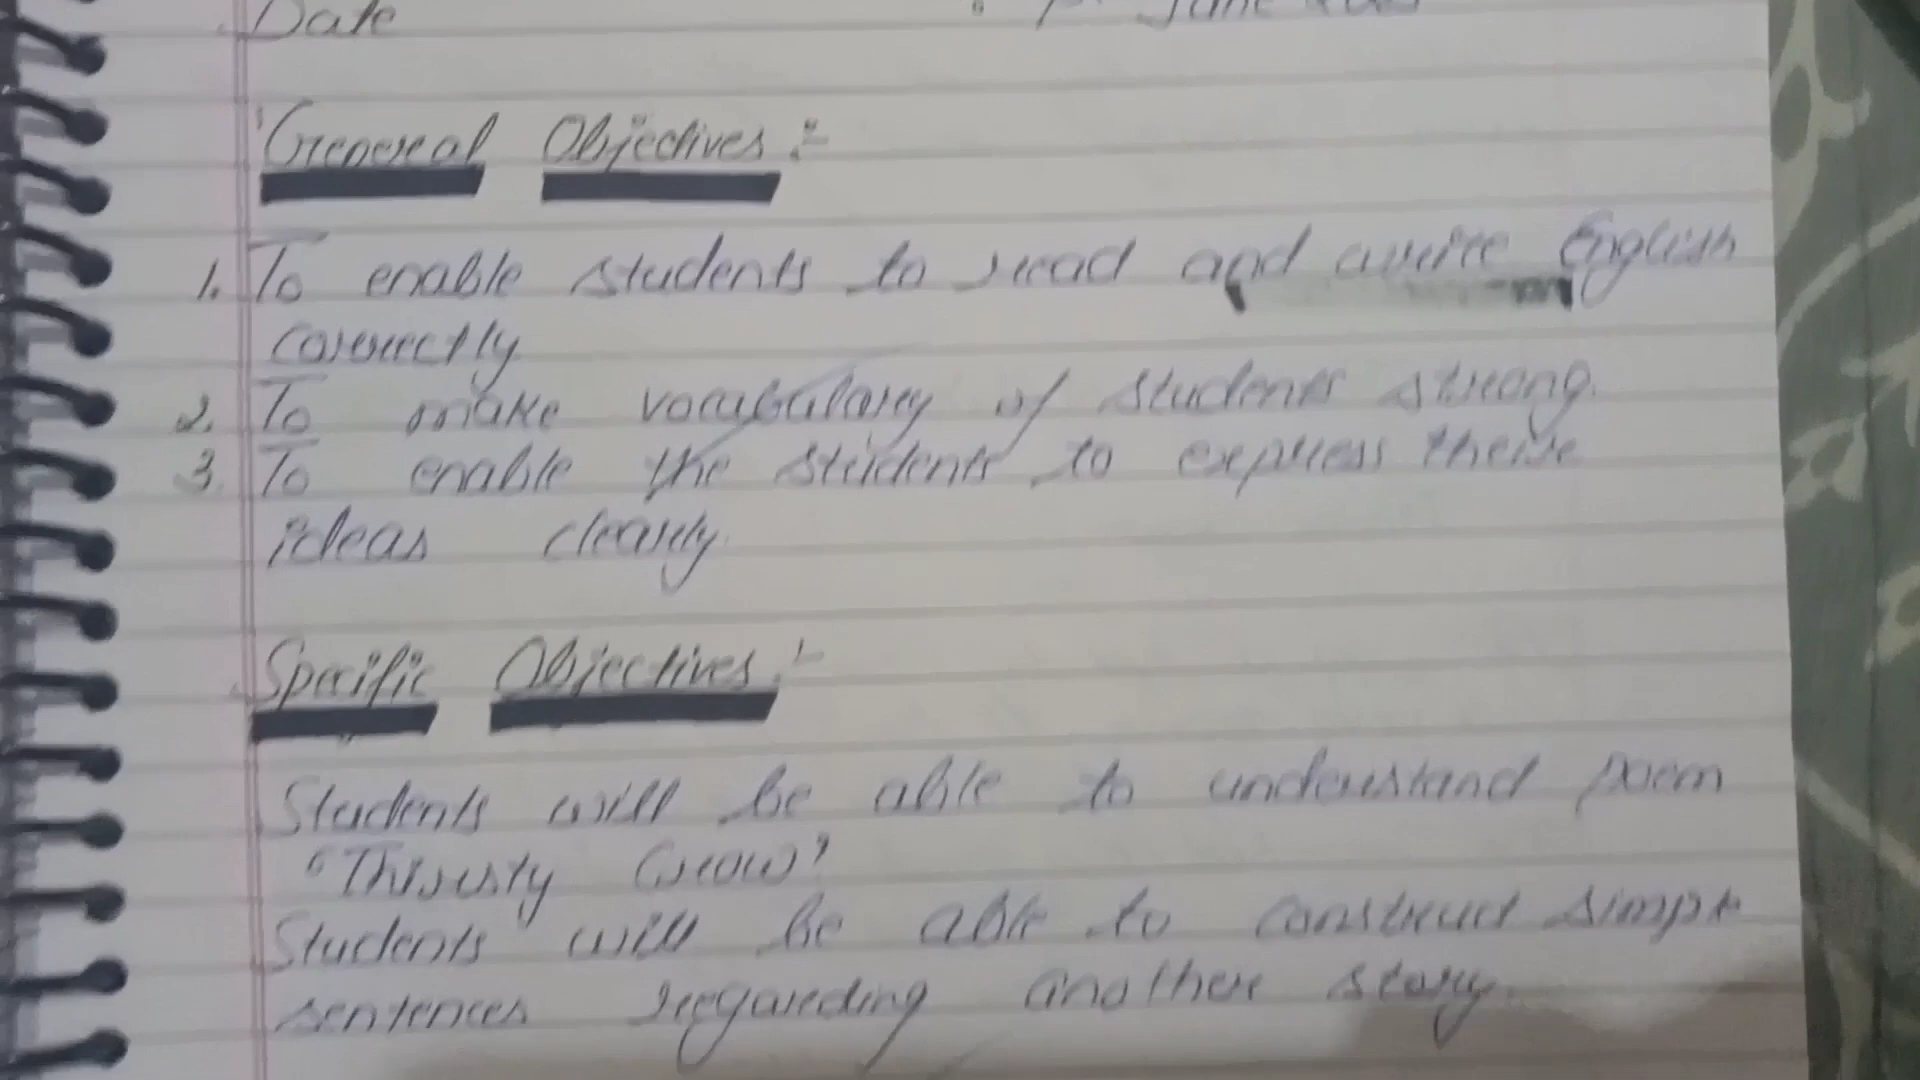 Date : June
General Objectives :-
1. To enable students to read and write English
correctly
2. To make vocabulary of students strong.
3. To enable the students to express their
ideas clearly.
Specific Objectives :-
Students will be able to understand poem
"Thirsty Crow"
Students will be able to construct simple
sentences regarding another story.